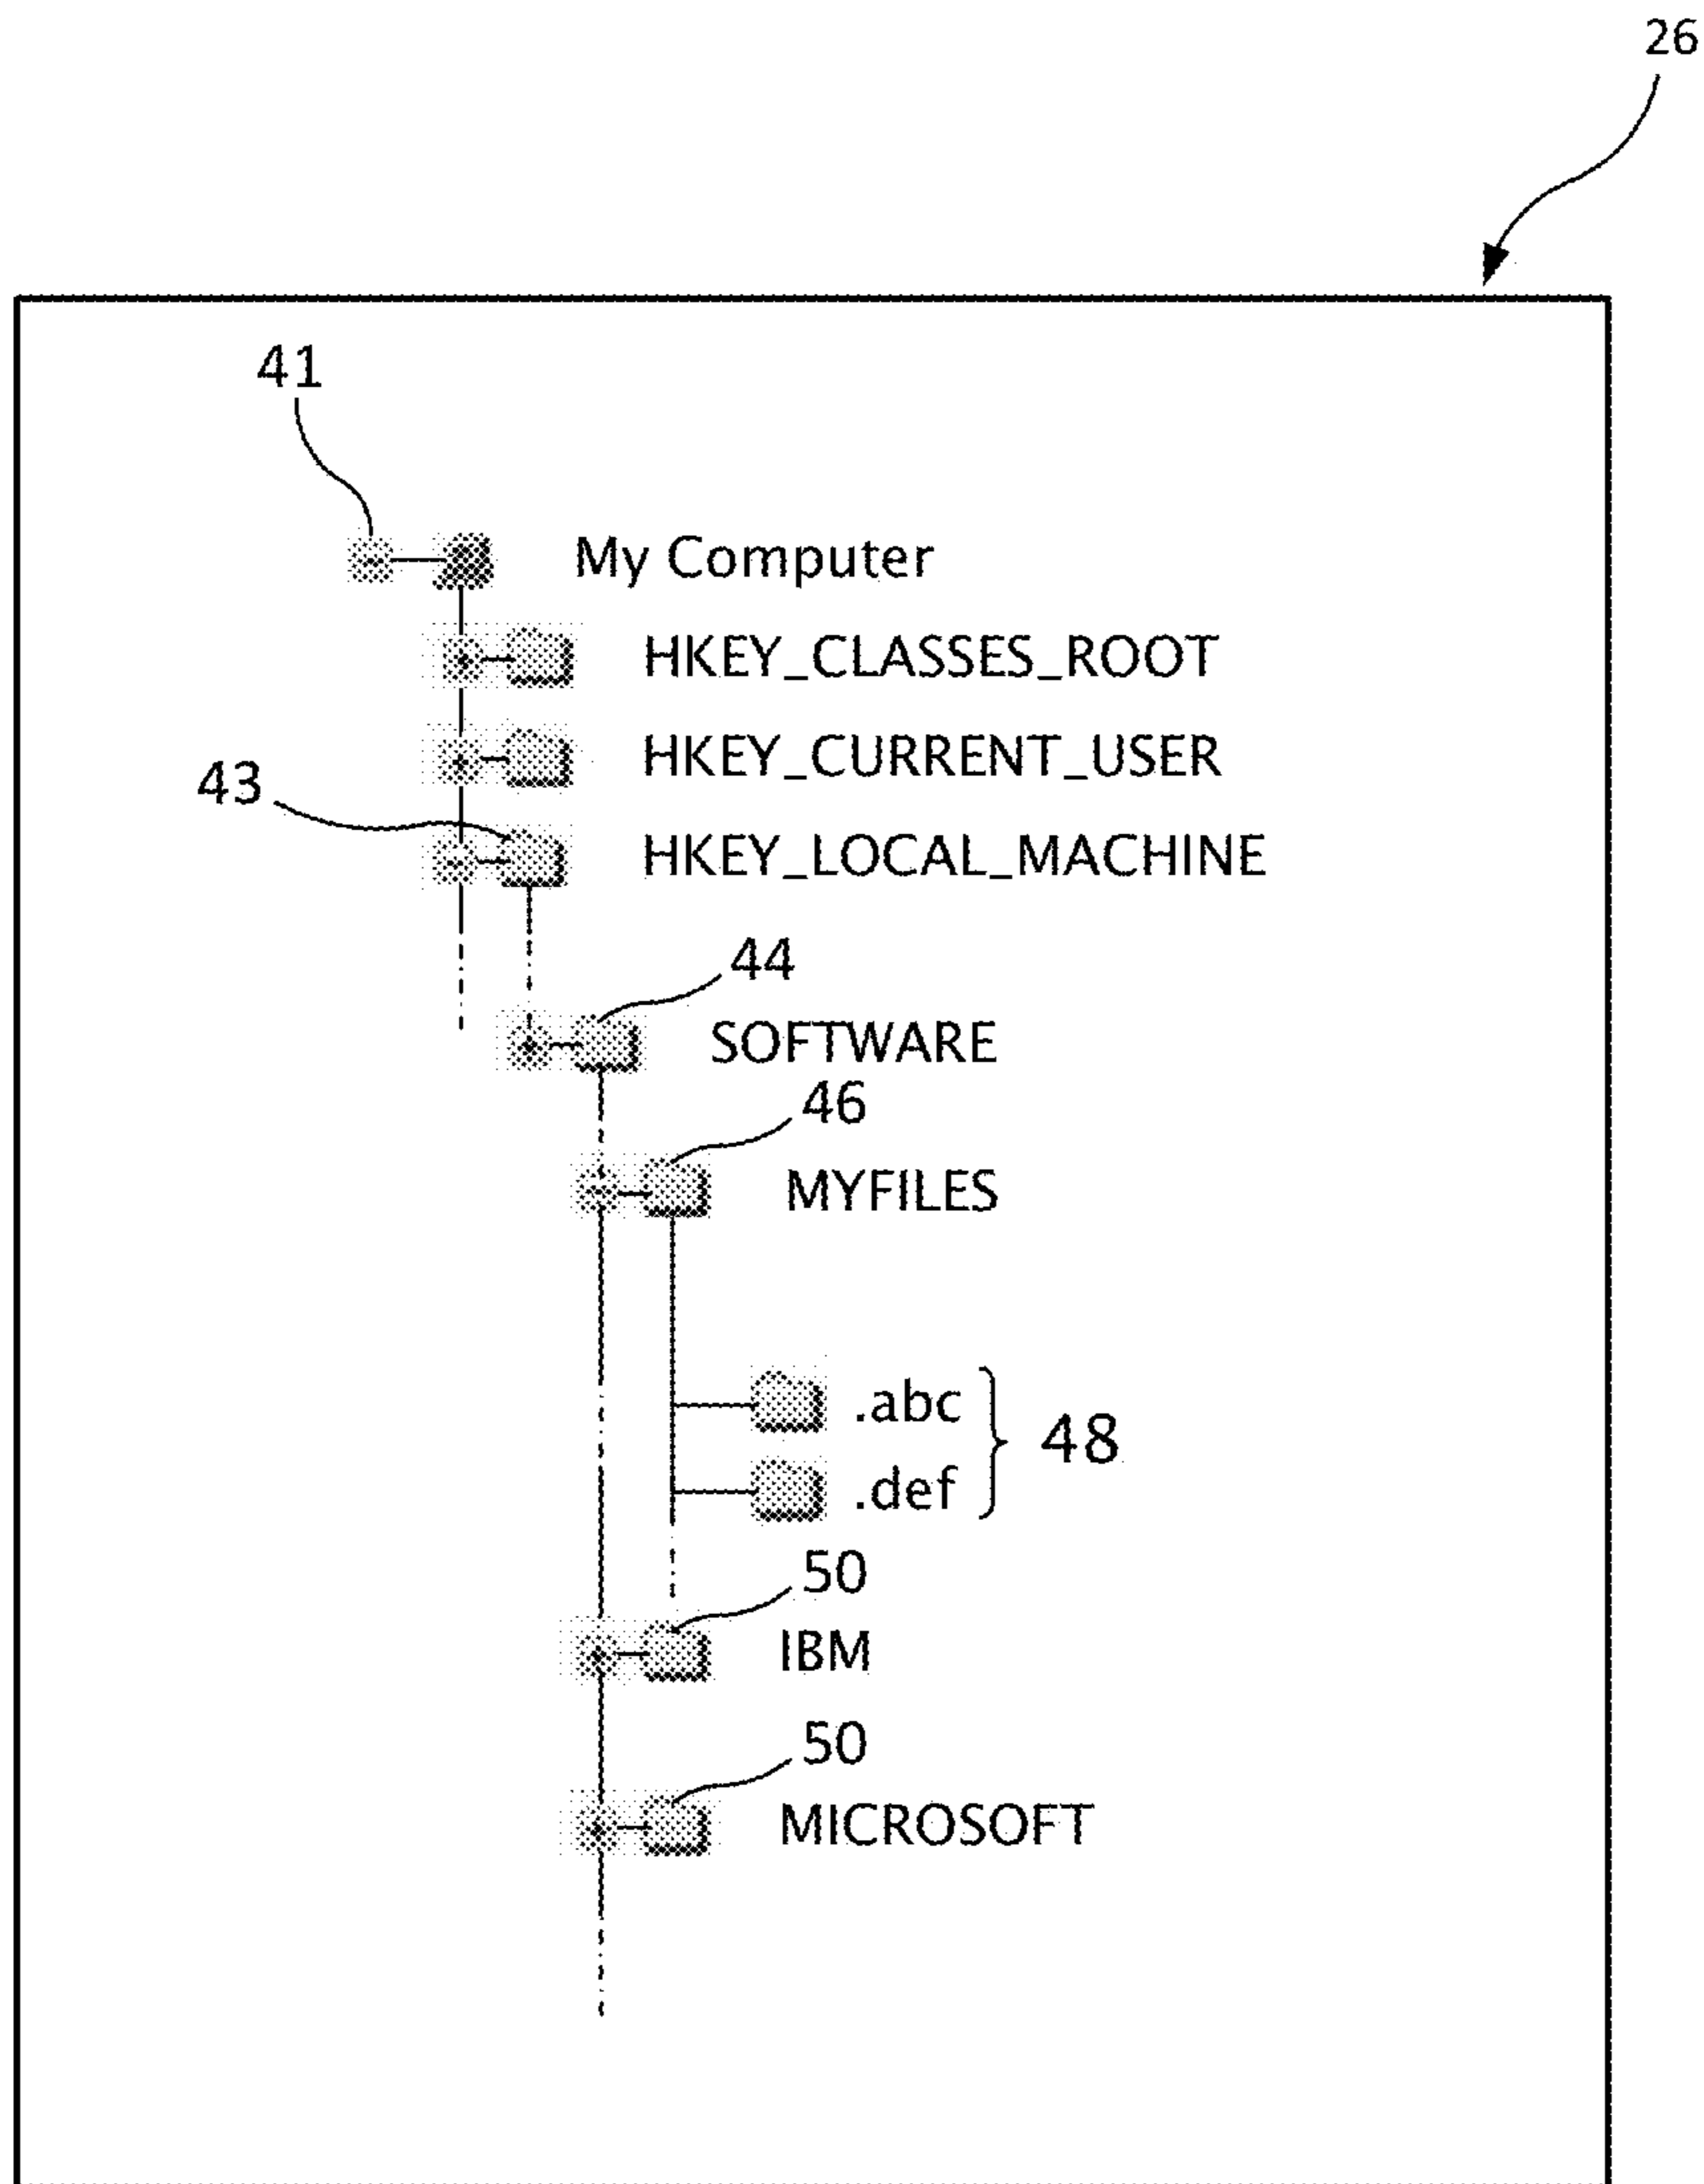 26
41
My Computer
HKEY_CLASSES_ROOT
HKEY_CURRENT_USER
43
HKEY_LOCAL_MACHINE
44
SOFTWARE
46
MYFILES
.abc
48
.def
50
IBM
50
MICROSOFT